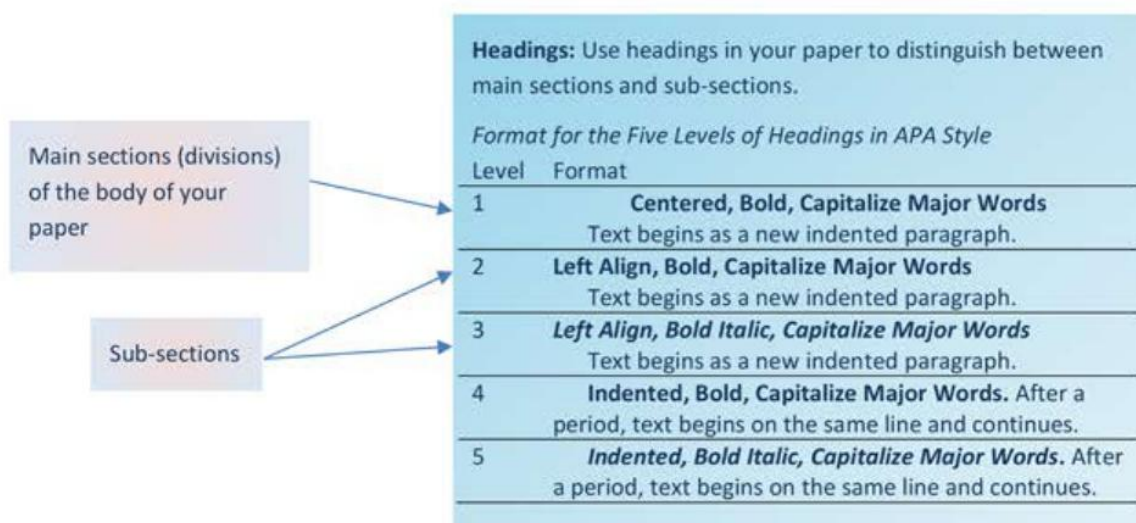 Main sections (divisions)
of the body of your
paper
Sub-sections
Headings: Use headings in your paper to distinguish between
main sections and sub-sections.
Format for the Five Levels of Headings in APA Style
Level Format
1 Centered, Bold, Capitalize Major Words
Text begins as a new indented paragraph.
2 Left Align, Bold, Capitalize Major Words
Text begins as a new indented paragraph.
3 Left Align, Bold Italic, Capitalize Major Words
Text begins as a new indented paragraph.
4 Indented, Bold, Capitalize Major Words. After a
period, text begins on the same line and continues.
5 Indented, Bold Italic, Capitalize Major Words. After
a period, text begins on the same line and continues.